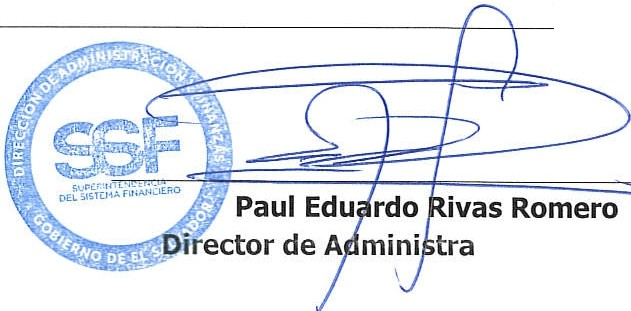 DIRECCIÓN DE ADMINISTRACIÓN Y FINANZAS
SSF
SUPERINTENDENCIA
DEL SISTEMA FINANCIERO
GOBIERNO DE EL SALVADOR
Paul Eduardo Rivas Romero
Director de Administra